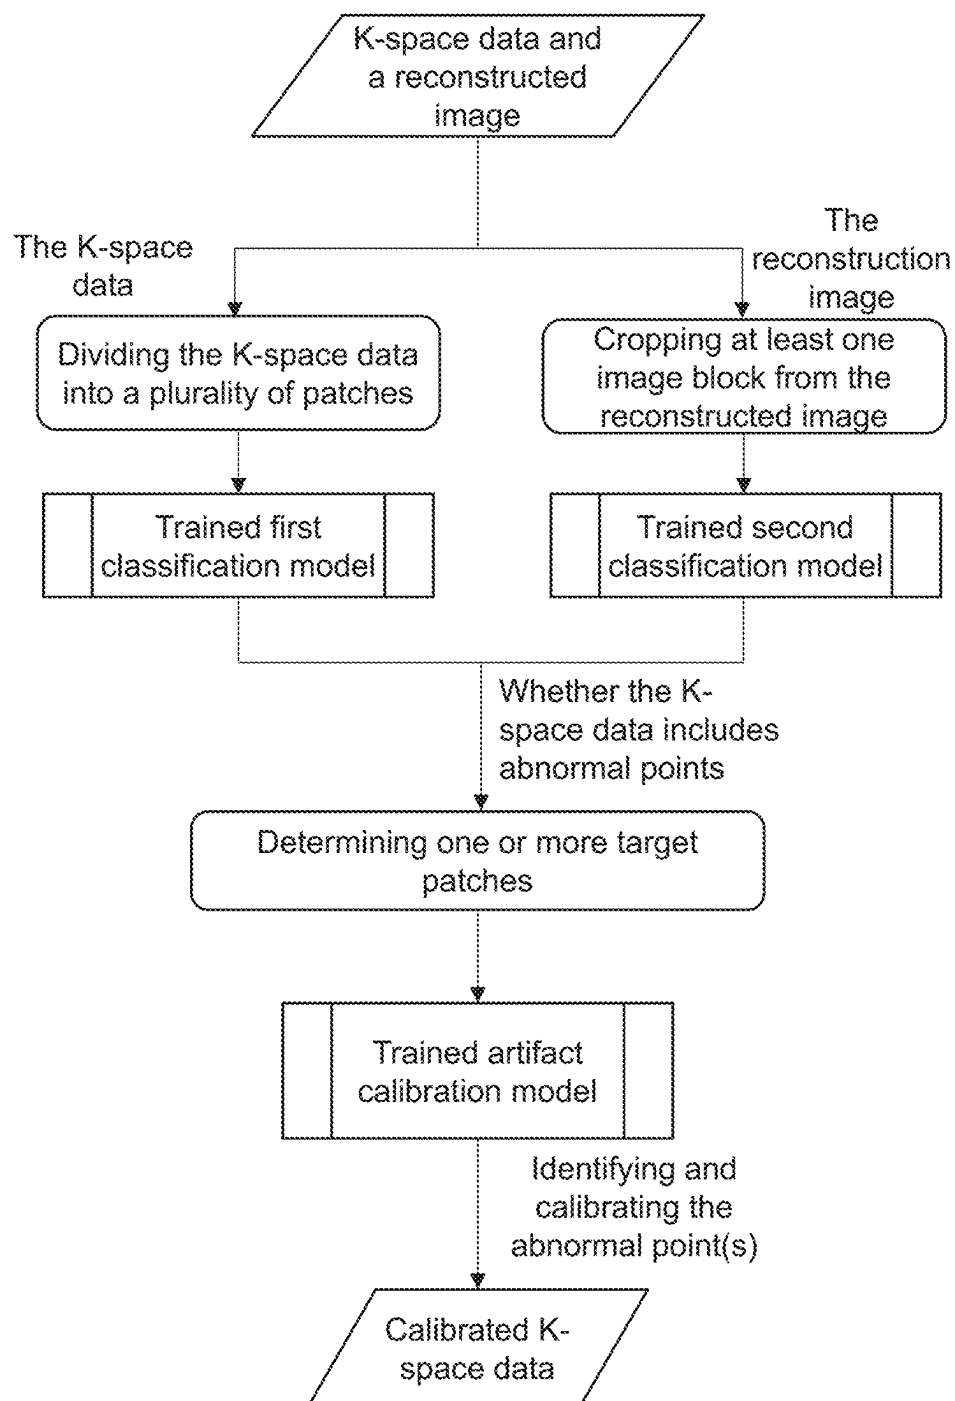 K-space data and
a reconstructed
image
The K-space
data
The
reconstruction
image
Dividing the K-space data
into a plurality of patches
Cropping at least one
image block from the
reconstructed image
Trained first
classification model
Trained second
classification model
Whether the K-
space data includes
abnormal points
Determining one or more target
patches
Trained artifact
calibration model
Identifying and
calibrating the
abnormal point(s)
Calibrated K-
space data